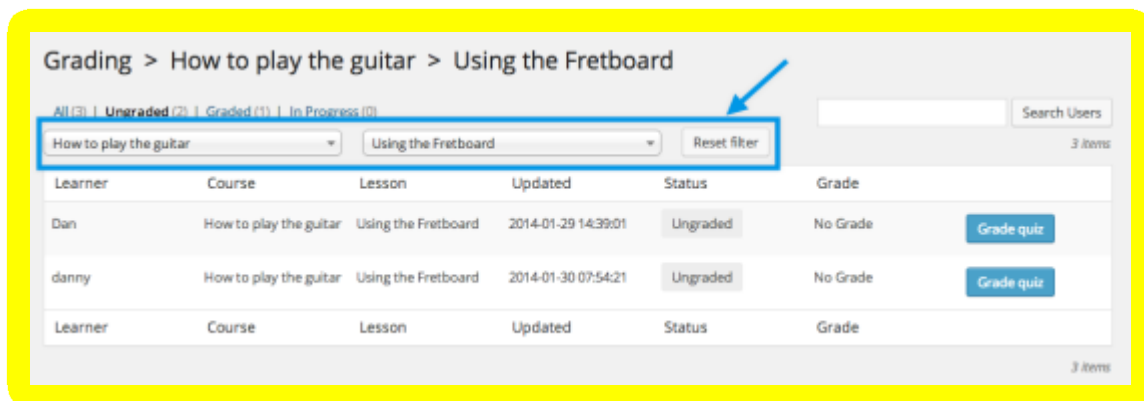 Grading > How to play the guitar > Using the Fretboard
All (3) | Ungraded (2) | Graded (1) | In Progress (0)
Search Users
How to play the guitar Using the Fretboard Reset filter 3 items
Learner Course Lesson Updated Status Grade
Dan How to play the guitar Using the Fretboard 2014-01-29 14:39:01 Ungraded No Grade Grade quiz
danny How to play the guitar Using the Fretboard 2014-01-30 07:54:21 Ungraded No Grade Grade quiz
Learner Course Lesson Updated Status Grade
3 items